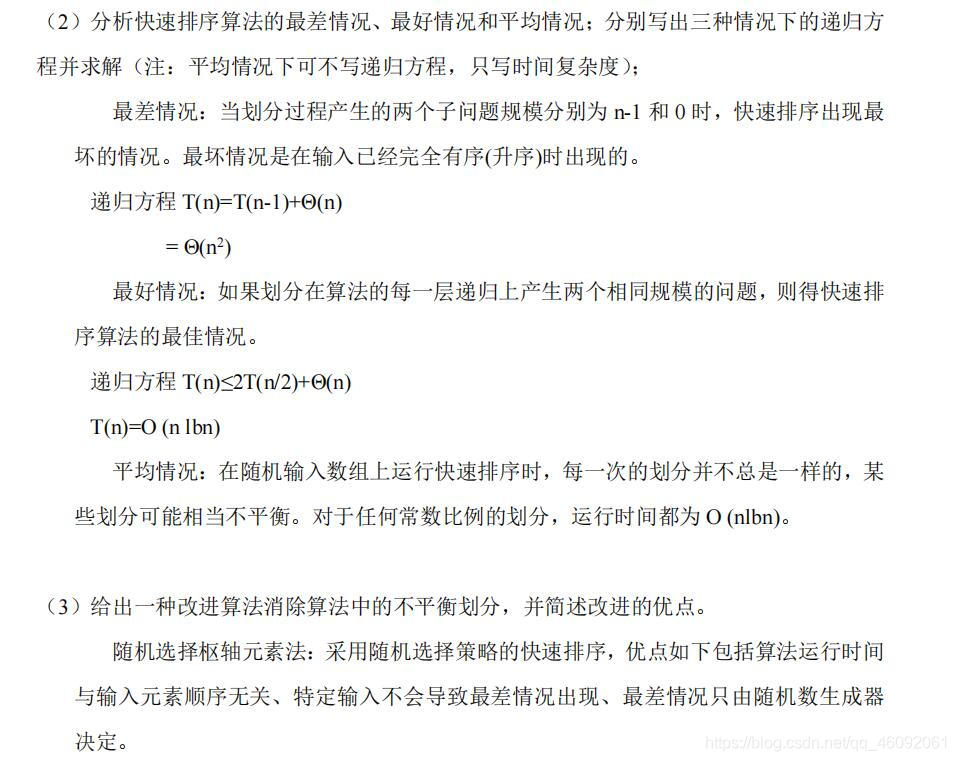 （2）分析快速排序算法的最差情况、最好情况和平均情况；分别写出三种情况下的递归方
程并求解（注：平均情况下可不写递归方程，只写时间复杂度）；
最差情况：当划分过程产生的两个子问题规模分别为 n-1 和 0 时，快速排序出现最
坏的情况。最坏情况是在输入已经完全有序(升序)时出现的。
递归方程 T(n)=T(n-1)+Θ(n)
= Θ(n²)
最好情况：如果划分在算法的每一层递归上产生两个相同规模的问题，则得快速排
序算法的最佳情况。
递归方程 T(n)≤2T(n/2)+Θ(n)
T(n)=O (n lbn)
平均情况：在随机输入数组上运行快速排序时，每一次的划分并不总是一样的，某
些划分可能相当不平衡。对于任何常数比例的划分，运行时间都为 O (nlbn)。
（3）给出一种改进算法消除算法中的不平衡划分，并简述改进的优点。
随机选择枢轴元素法：采用随机选择策略的快速排序，优点如下包括算法运行时间
与输入元素顺序无关、特定输入不会导致最差情况出现、最差情况只由随机数生成器
决定。
https://blog.csdn.net/qq_46092061